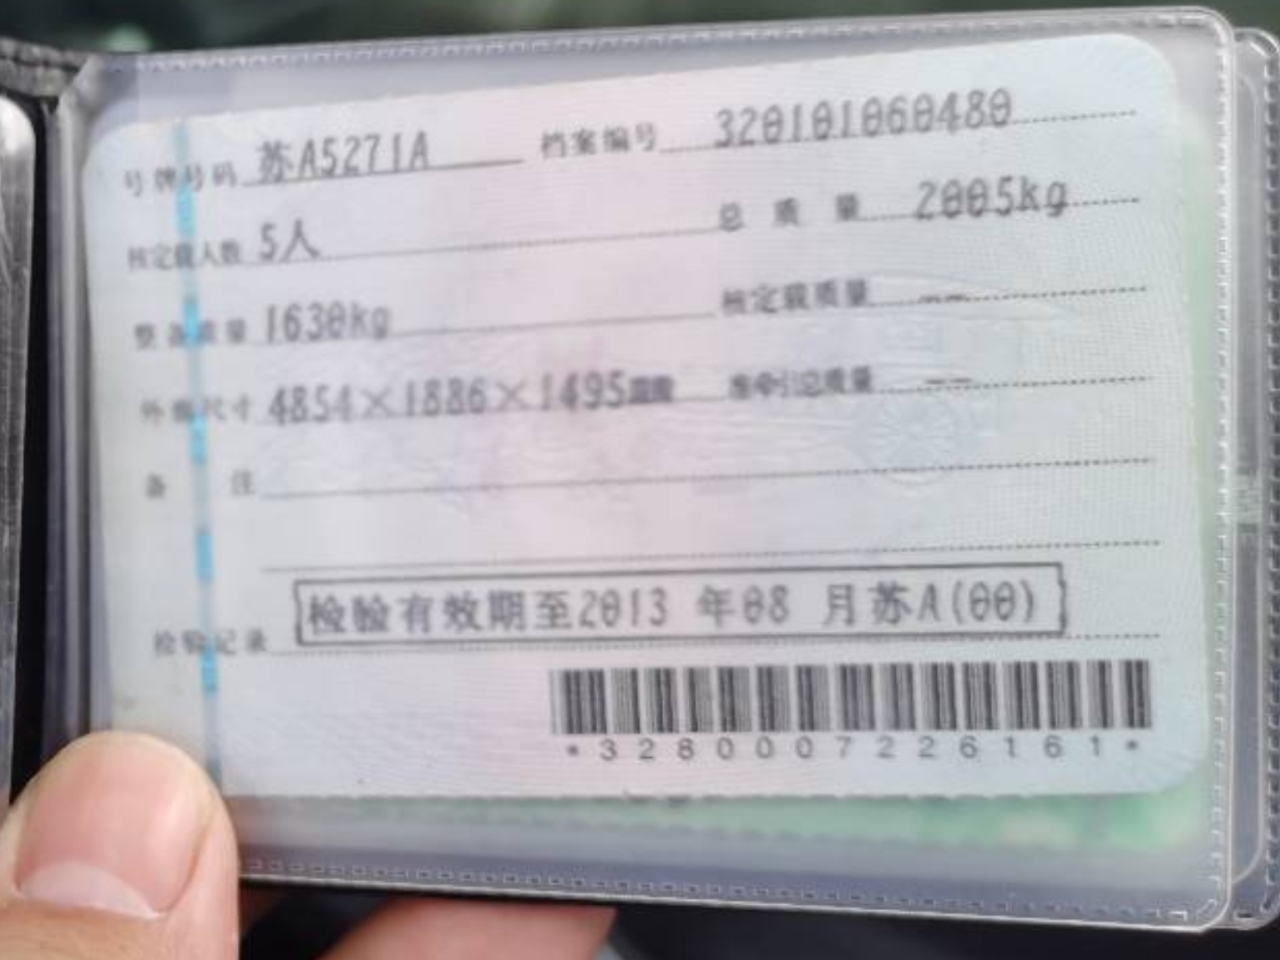 号牌号码 苏A5271A 档案编号 320101060480
核定载人数 5人 总质量 2005kg
整备质量 1630kg 核定载质量 --
外廓尺寸 4854×1886×1495mm 准牵引总质量 --
备注
检验记录 检验有效期至2013 年08 月苏A(00)
*3280007226161*